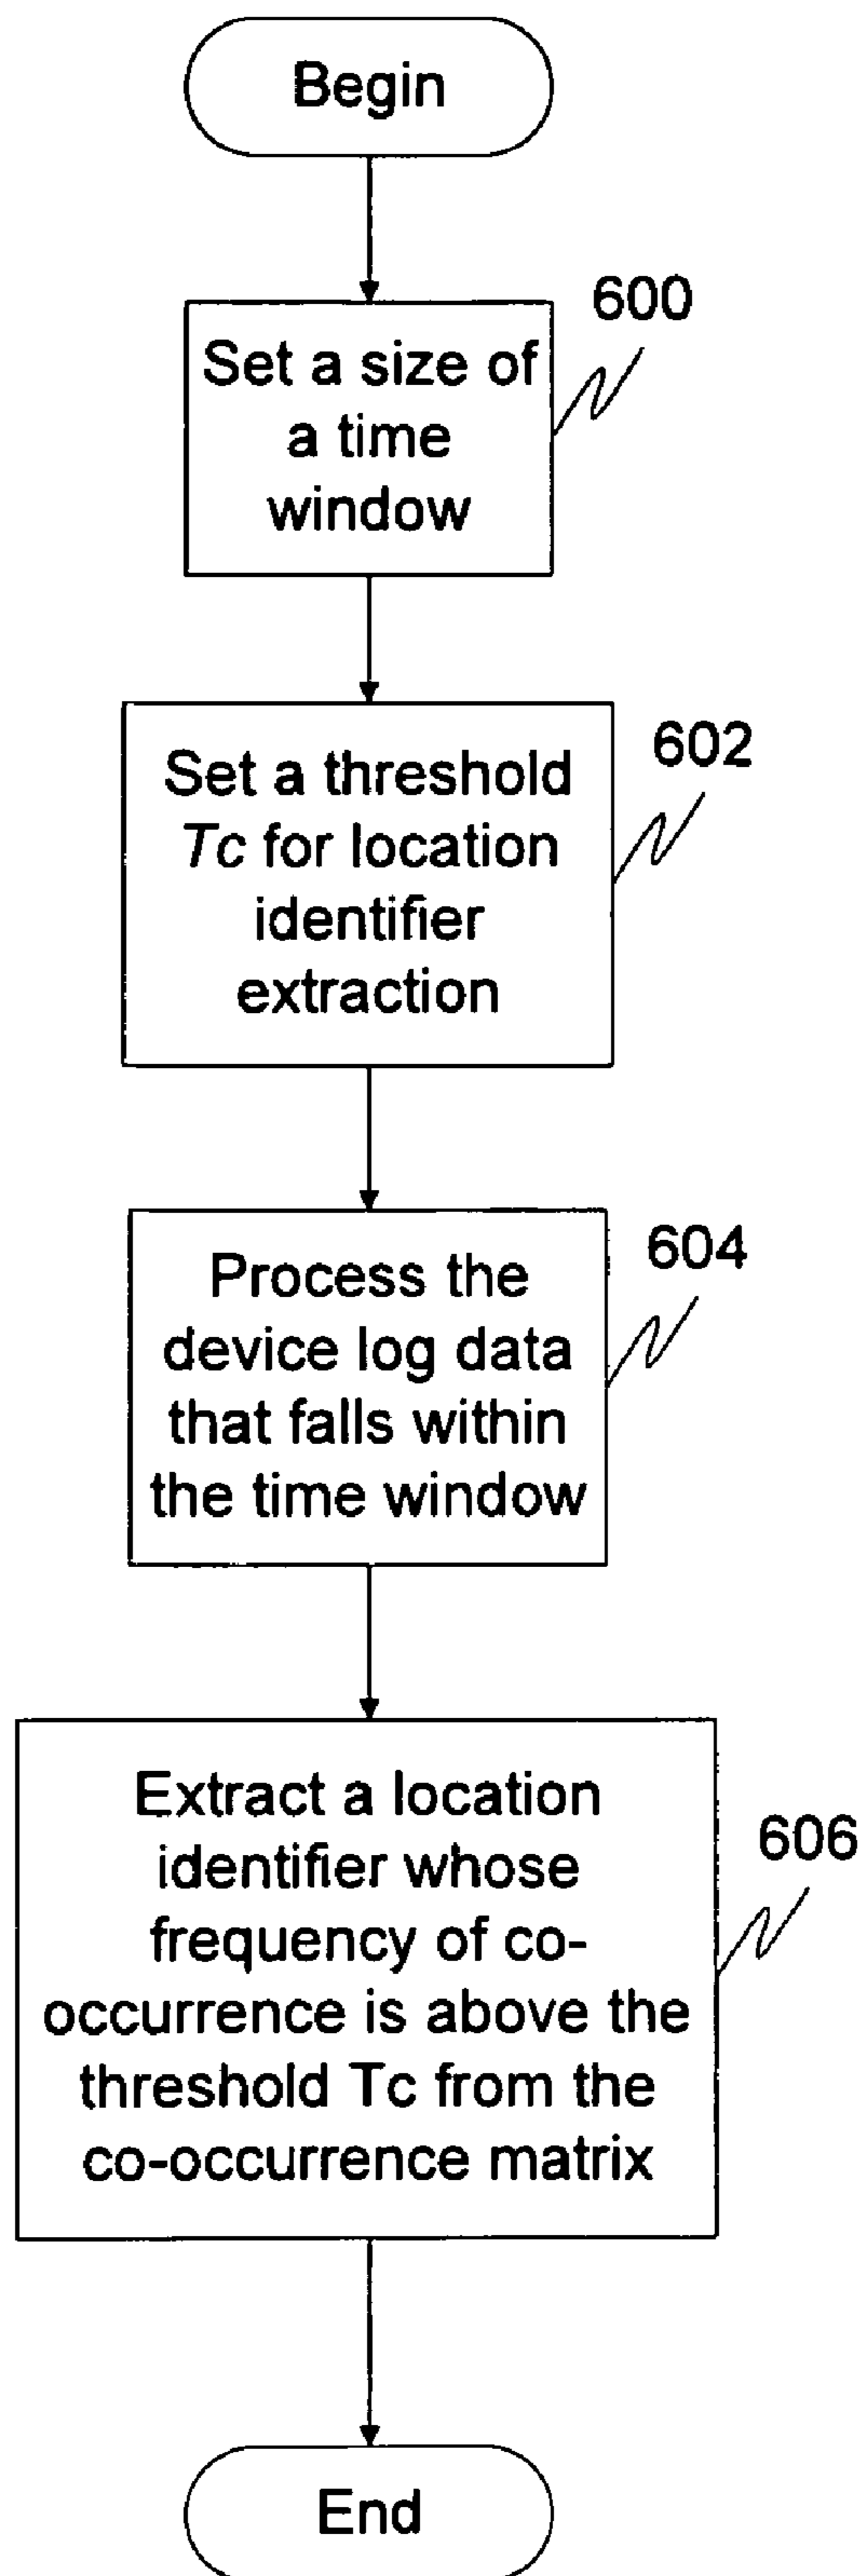 Begin
600
Set a size of
a time
window
602
Set a threshold
Tc for location
identifier
extraction
604
Process the
device log data
that falls within
the time window
606
Extract a location
identifier whose
frequency of co-
occurrence is above the
threshold Tc from the
co-occurrence matrix
End